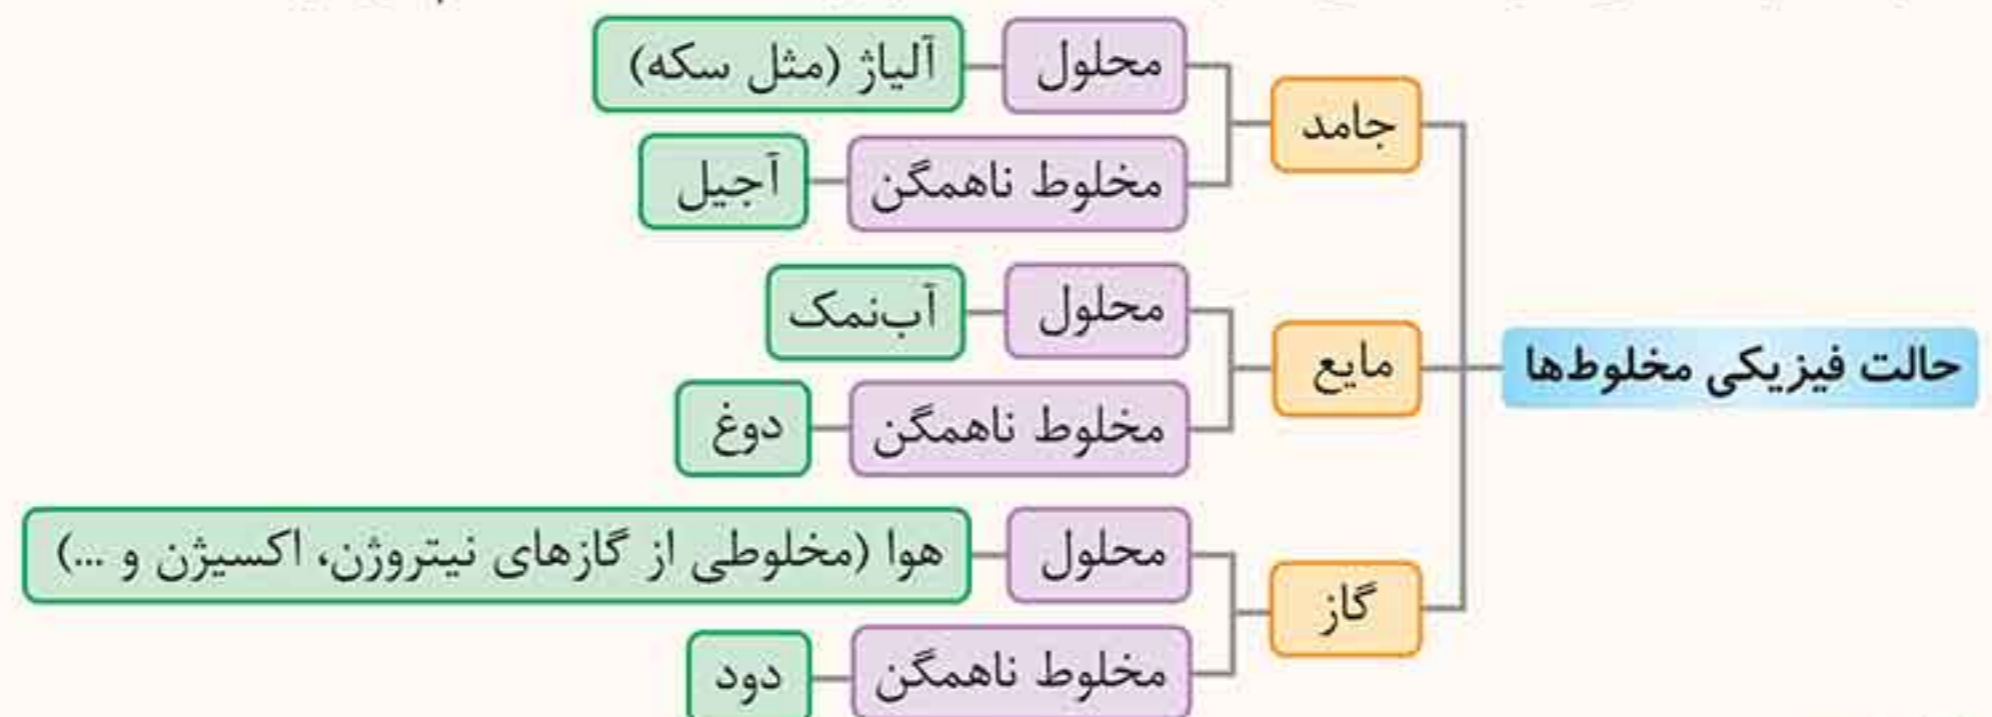 حالت فیزیکی مخلوط‌ها
جامد
محلول
آلیاژ (مثل سکه)
مخلوط ناهمگن
آجیل
مایع
محلول
آب‌نمک
مخلوط ناهمگن
دوغ
گاز
محلول
هوا (مخلوطی از گازهای نیتروژن، اکسیژن و ...)
مخلوط ناهمگن
دود